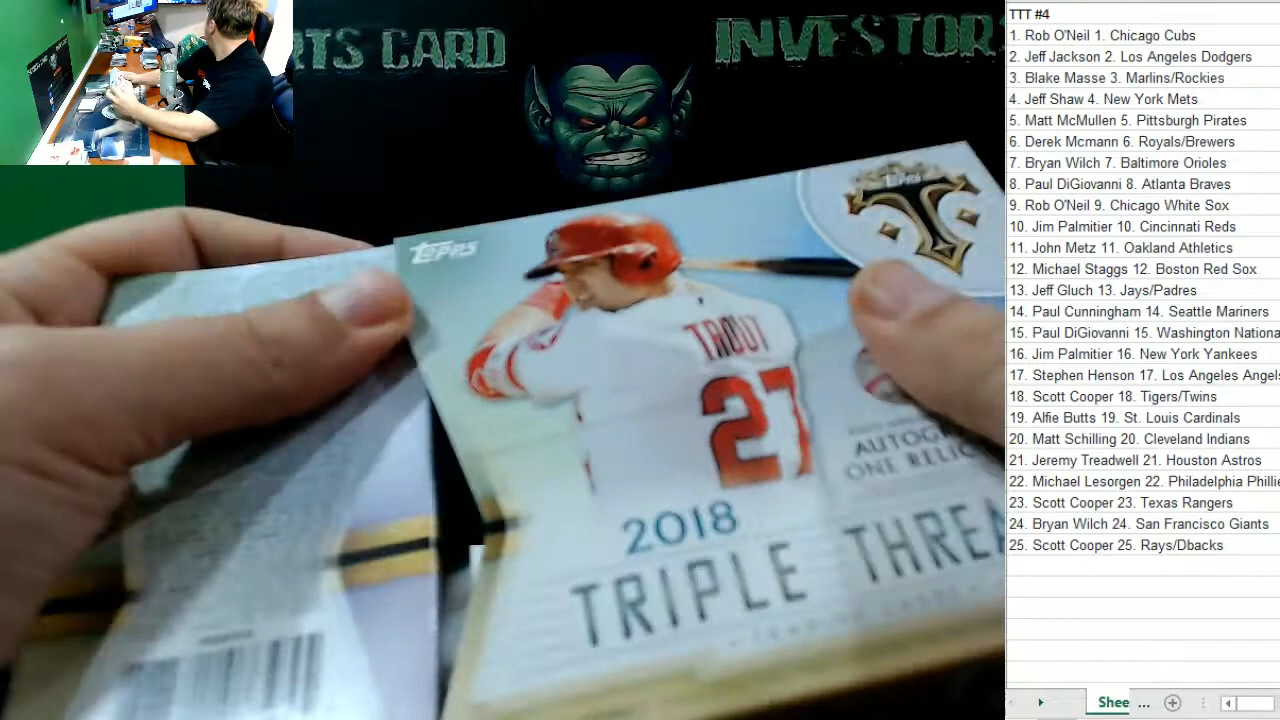 RTS CARD
INVESTORS
TOPPS
TOPPS
T
TROUT
27
AUTOGR
ONE RELIC
2018
TRIPLE THREA
TTT #4
1. Rob O'Neil 1. Chicago Cubs
2. Jeff Jackson 2. Los Angeles Dodgers
3. Blake Masse 3. Marlins/Rockies
4. Jeff Shaw 4. New York Mets
5. Matt McMullen 5. Pittsburgh Pirates
6. Derek Mcmann 6. Royals/Brewers
7. Bryan Wilch 7. Baltimore Orioles
8. Paul DiGiovanni 8. Atlanta Braves
9. Rob O'Neil 9. Chicago White Sox
10. Jim Palmitier 10. Cincinnati Reds
11. John Metz 11. Oakland Athletics
12. Michael Staggs 12. Boston Red Sox
13. Jeff Gluch 13. Jays/Padres
14. Paul Cunningham 14. Seattle Mariners
15. Paul DiGiovanni 15. Washington Nationa
16. Jim Palmitier 16. New York Yankees
17. Stephen Henson 17. Los Angeles Angels
18. Scott Cooper 18. Tigers/Twins
19. Alfie Butts 19. St. Louis Cardinals
20. Matt Schilling 20. Cleveland Indians
21. Jeremy Treadwell 21. Houston Astros
22. Michael Lesorgen 22. Philadelphia Phillie
23. Scott Cooper 23. Texas Rangers
24. Bryan Wilch 24. San Francisco Giants
25. Scott Cooper 25. Rays/Dbacks
Shee ...